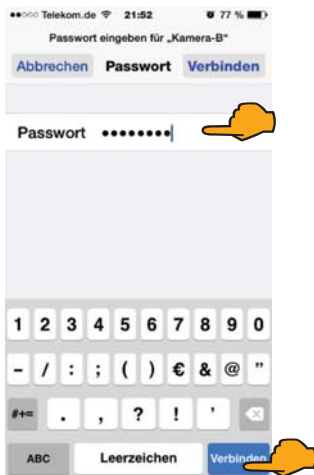 Telekom.de 21:52 77 %
Passwort eingeben für „Kamera-B“
Abbrechen Passwort Verbinden
Passwort ••••••••
1 2 3 4 5 6 7 8 9 0
- / : ; ( ) € & @ "
#+= . , ? ! '
ABC Leerzeichen Verbinden